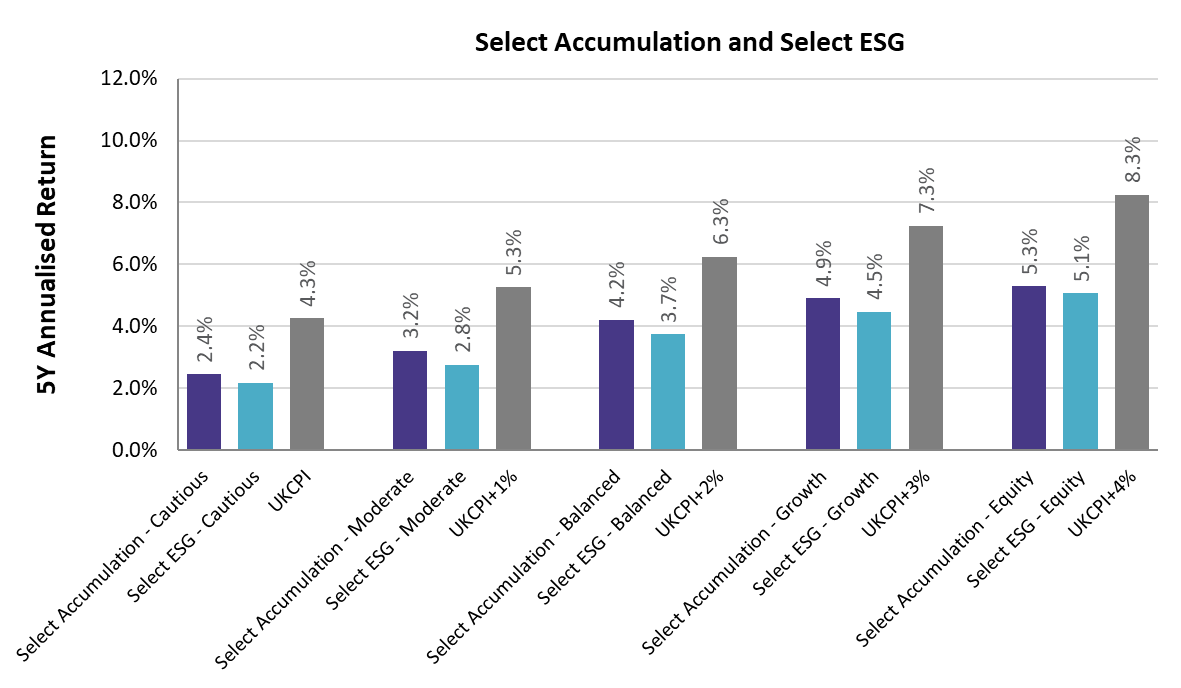 Select Accumulation and Select ESG
5Y Annualised Return
12.0%
10.0%
8.0%
6.0%
4.0%
2.0%
0.0%
2.4%
2.2%
4.3%
3.2%
2.8%
5.3%
4.2%
3.7%
6.3%
4.9%
4.5%
7.3%
5.3%
5.1%
8.3%
Select Accumulation - Cautious
Select ESG - Cautious
UKCPI
Select Accumulation - Moderate
Select ESG - Moderate
UKCPI+1%
Select Accumulation - Balanced
Select ESG - Balanced
UKCPI+2%
Select Accumulation - Growth
Select ESG - Growth
UKCPI+3%
Select Accumulation - Equity
Select ESG - Equity
UKCPI+4%